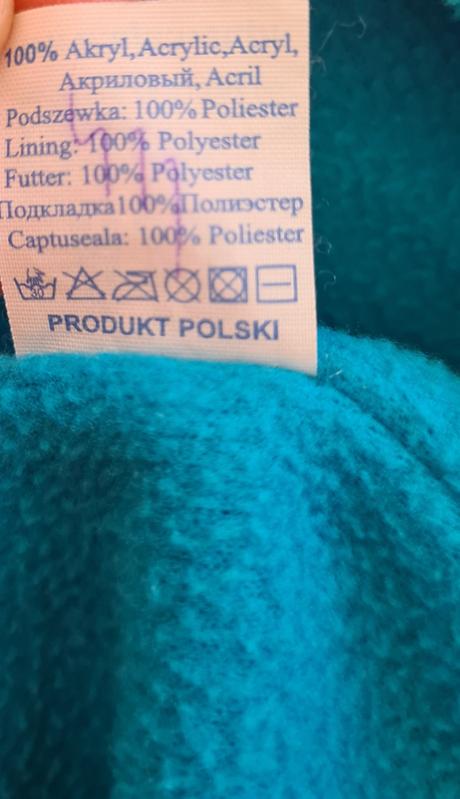 100% Akryl,Acrylic,Acryl,
Акриловый, Acril
Podszewka: 100% Poliester
Lining: 100% Polyester
Futter: 100% Polyester
Подкладка100%Полиэстер
Captuseala: 100% Poliester
PRODUKT POLSKI